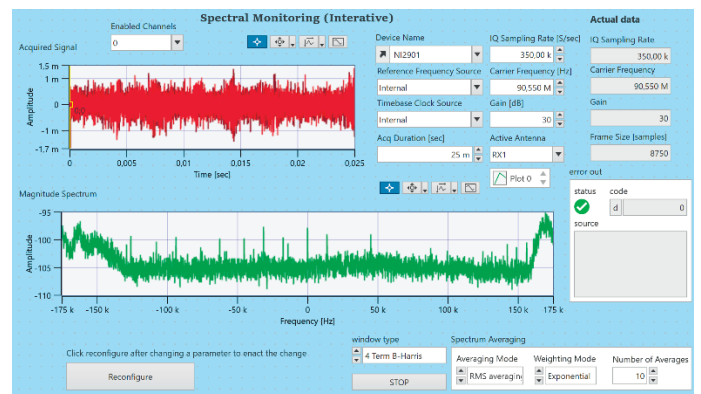 Spectral Monitoring (Interative)
Actual data
Enabled Channels
0
Acquired Signal
Device Name
IQ Sampling Rate [S/sec]
IQ Sampling Rate
NI2901
350,00 k
350,00 k
Reference Frequency Source
Carrier Frequency [Hz]
Carrier Frequency
Internal
90,550 M
90,550 M
Timebase Clock Source
Gain [dB]
Gain
Internal
30
30
Acq Duration [sec]
Active Antenna
Frame Size [samples]
25 m
RX1
8750
Plot 0
Amplitude
1.5 m
1 m
0
-1 m
-1.7 m
0
0,005
0,01
0,015
0,02
0,025
Time [sec]
error out
status
code
d
0
source
Magnitude Spectrum
Amplitude
-95
-100
-105
-110
-175 k
-150 k
-100 k
-50 k
0
50 k
100 k
150 k
175 k
Frequency [Hz]
window type
4 Term B-Harris
STOP
Click reconfigure after changing a parameter to enact the change
Reconfigure
Spectrum Averaging
Averaging Mode
Weighting Mode
Number of Averages
RMS averaging
Exponential
10